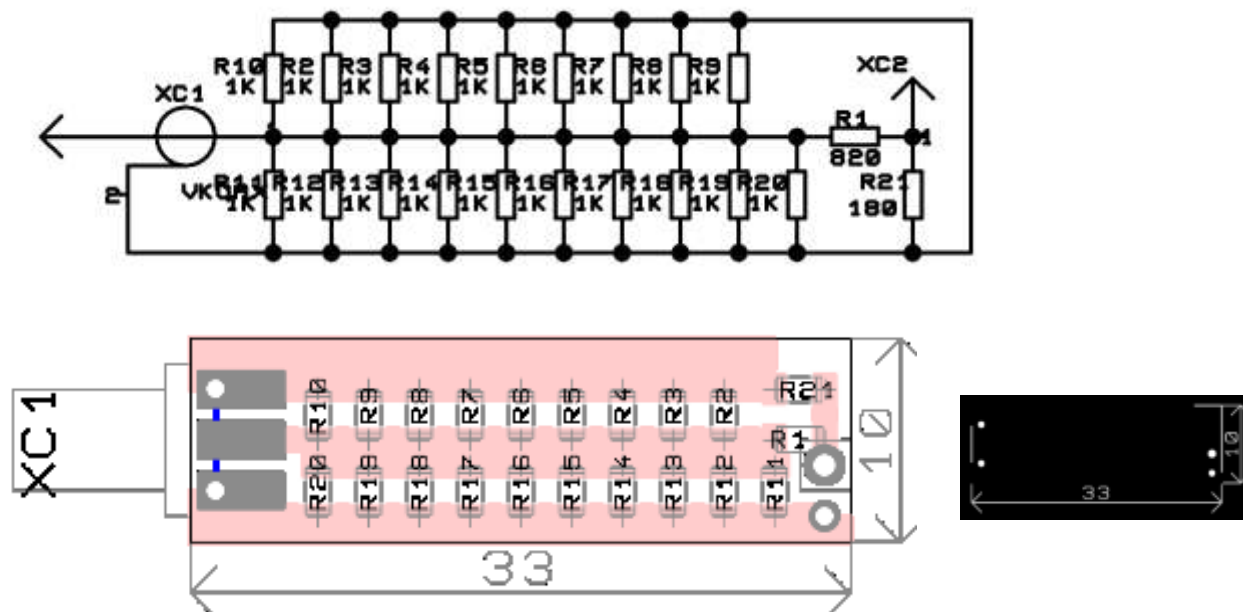 R10 R2 R3 R4 R5 R6 R7 R8 R9
1K 1K 1K 1K 1K 1K 1K 1K 1K
XC2
XC1
R1
1
820
R11 R12 R13 R14 R15 R16 R17 R18 R19 R20
1K 1K 1K 1K 1K 1K 1K 1K 1K 1K
R21
180
2
XC1
R10 R9 R8 R7 R6 R5 R4 R3 R2
R21
R1
R20 R19 R18 R17 R16 R15 R14 R13 R12 R11
10
33
10
33